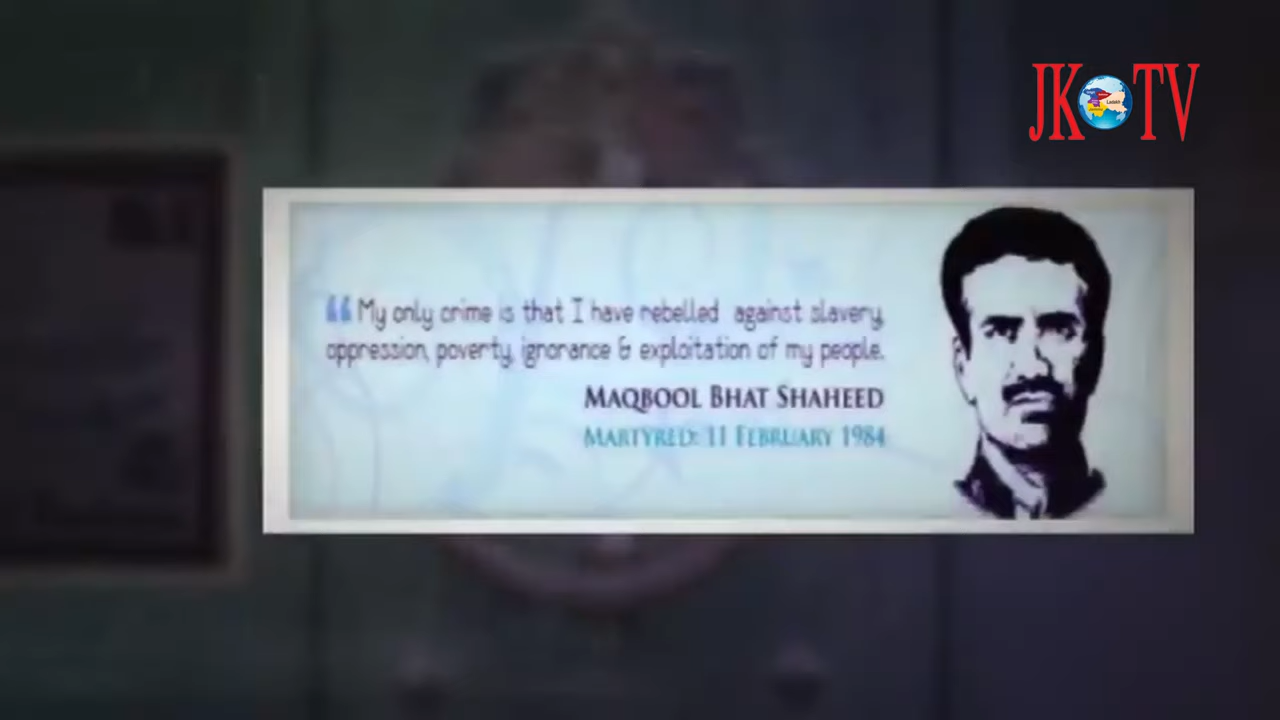 JK TV
“ My only crime is that I have rebelled against slavery,
oppression, poverty, ignorance & exploitation of my people.
MAQBOOL BHAT SHAHEED
MARTYRED: 11 FEBRUARY 1984